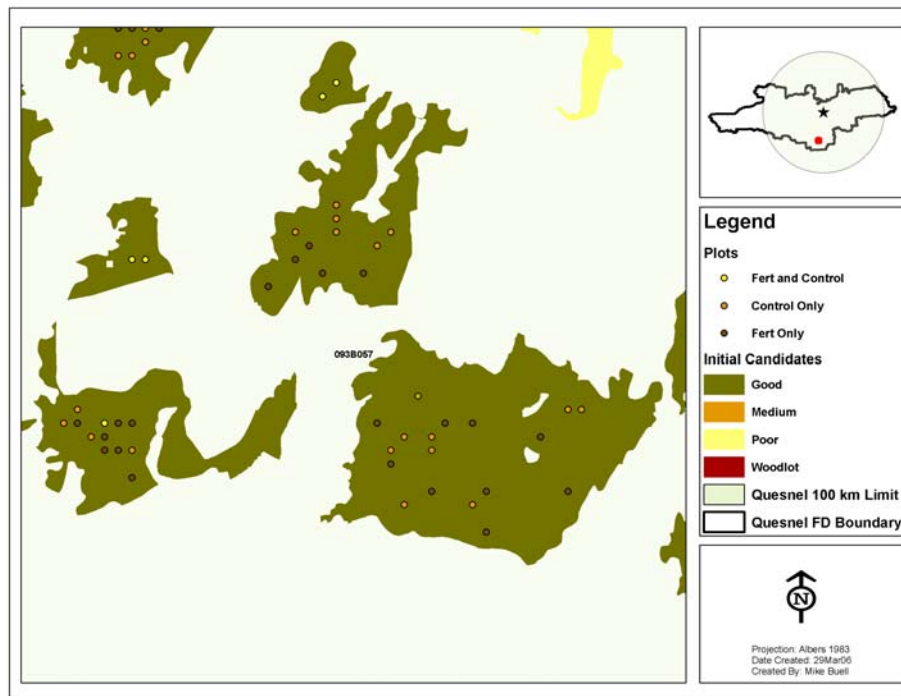 093B057
Legend
Plots
Fert and Control
Control Only
Fert Only
Initial Candidates
Good
Medium
Poor
Woodlot
Quesnel 100 km Limit
Quesnel FD Boundary
N
Projection: Albers 1983
Date Created: 29Mar06
Created By: Mike Buell